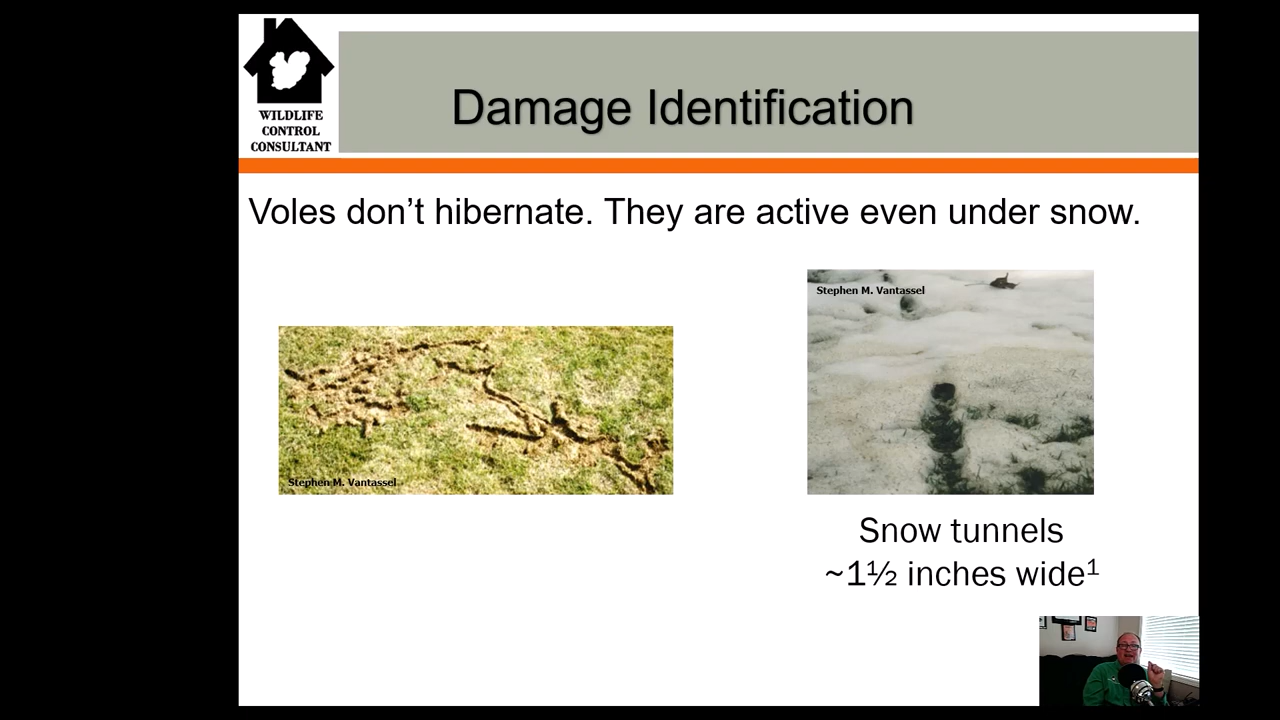 WILDLIFE
CONTROL
CONSULTANT
Damage Identification
Voles don’t hibernate. They are active even under snow.
Stephen M. Vantassel
Stephen M. Vantassel
Snow tunnels
~1½ inches wide¹